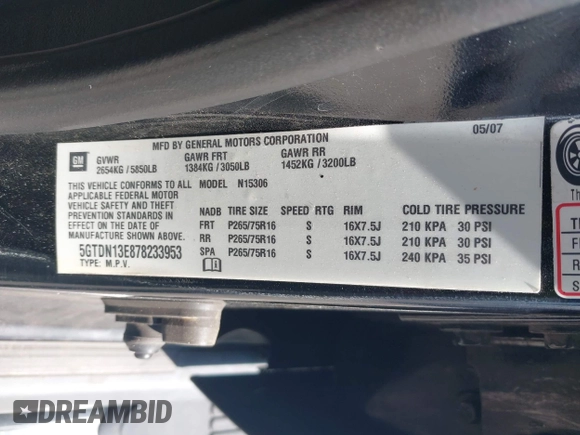 MFD BY GENERAL MOTORS CORPORATION 05/07
GM GVWR GAWR FRT GAWR RR
2654KG / 5850LB 1384KG / 3050LB 1452KG / 3200LB
THIS VEHICLE CONFORMS TO ALL MODEL N15306
APPLICABLE FEDERAL MOTOR
VEHICLE SAFETY AND THEFT NADB TIRE SIZE SPEED RTG RIM COLD TIRE PRESSURE
PREVENTION STANDARDS IN FRT P265/75R16 S 16X7.5J 210 KPA 30 PSI
EFFECT ON THE DATE OF
MANUFACTURE SHOWN ABOVE. RR P265/75R16 S 16X7.5J 210 KPA 30 PSI
5GTDN13E878233953 SPA P265/75R16 S 16X7.5J 240 KPA 35 PSI
TYPE: M.P.V.
DREAMBID